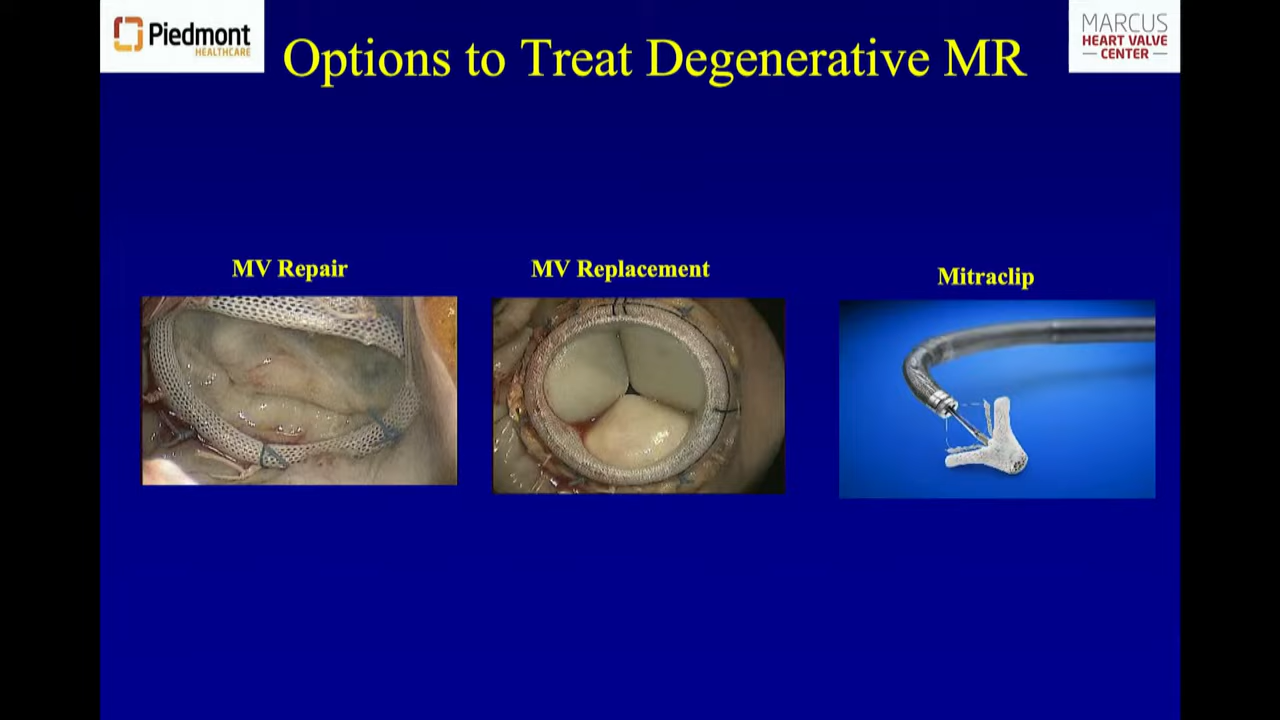 Piedmont
HEALTHCARE
Options to Treat Degenerative MR
MARCUS
HEART VALVE
CENTER
MV Repair
MV Replacement
Mitraclip